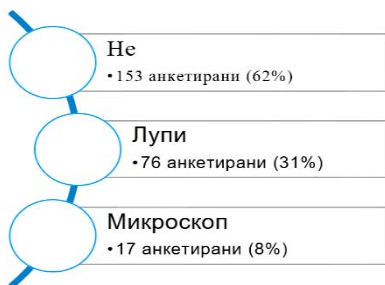 Не
•153 анкетирани (62%)
Лупи
•76 анкетирани (31%)
Микроскоп
•17 анкетирани (8%)